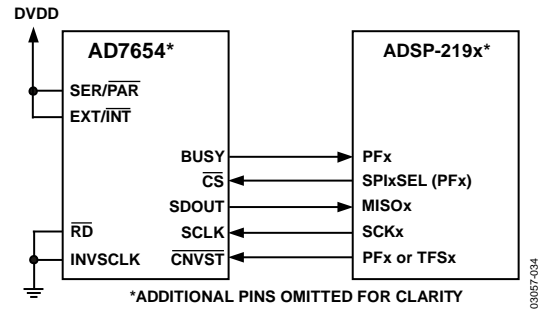 DVDD
AD7654*
ADSP-219x*
SER/PAR
EXT/INT
BUSY
PFx
CS
SPIxSEL (PFx)
SDOUT
MISOx
RD
SCLK
SCKx
INVSCLK
CNVST
PFx or TFSx
*ADDITIONAL PINS OMITTED FOR CLARITY
03057-034